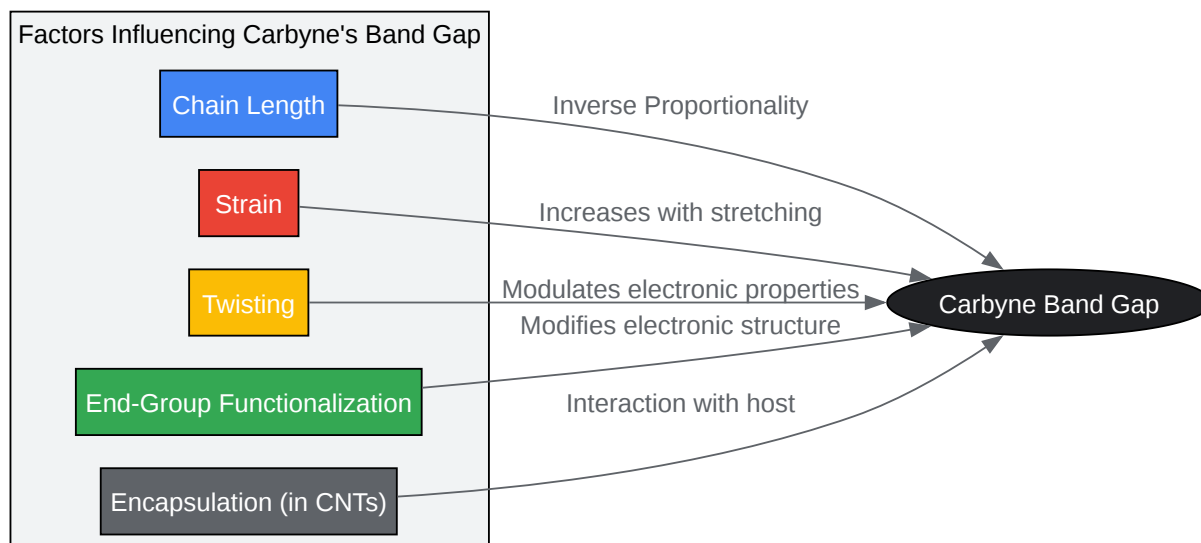 Factors Influencing Carbyne's Band Gap
Chain Length
Inverse Proportionality
Strain
Increases with stretching
Twisting
Modulates electronic properties
Carbyne Band Gap
Modifies electronic structure
End-Group Functionalization
Interaction with host
Encapsulation (in CNTs)